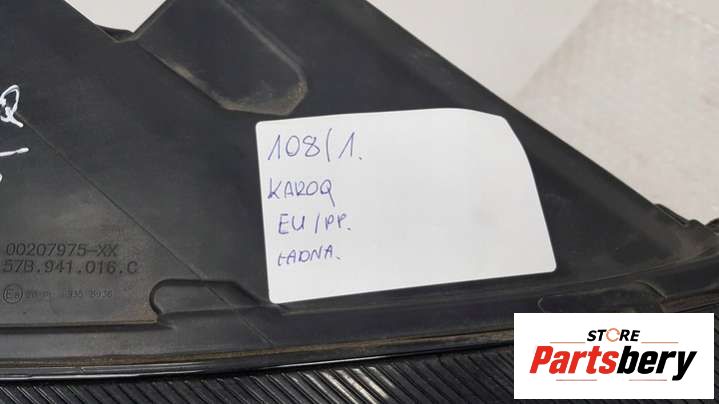 108/1.
KAROQ
EU/PP.
ŁADNA.
00207975-XX
57B.941.016.C
STORE
Partsbery